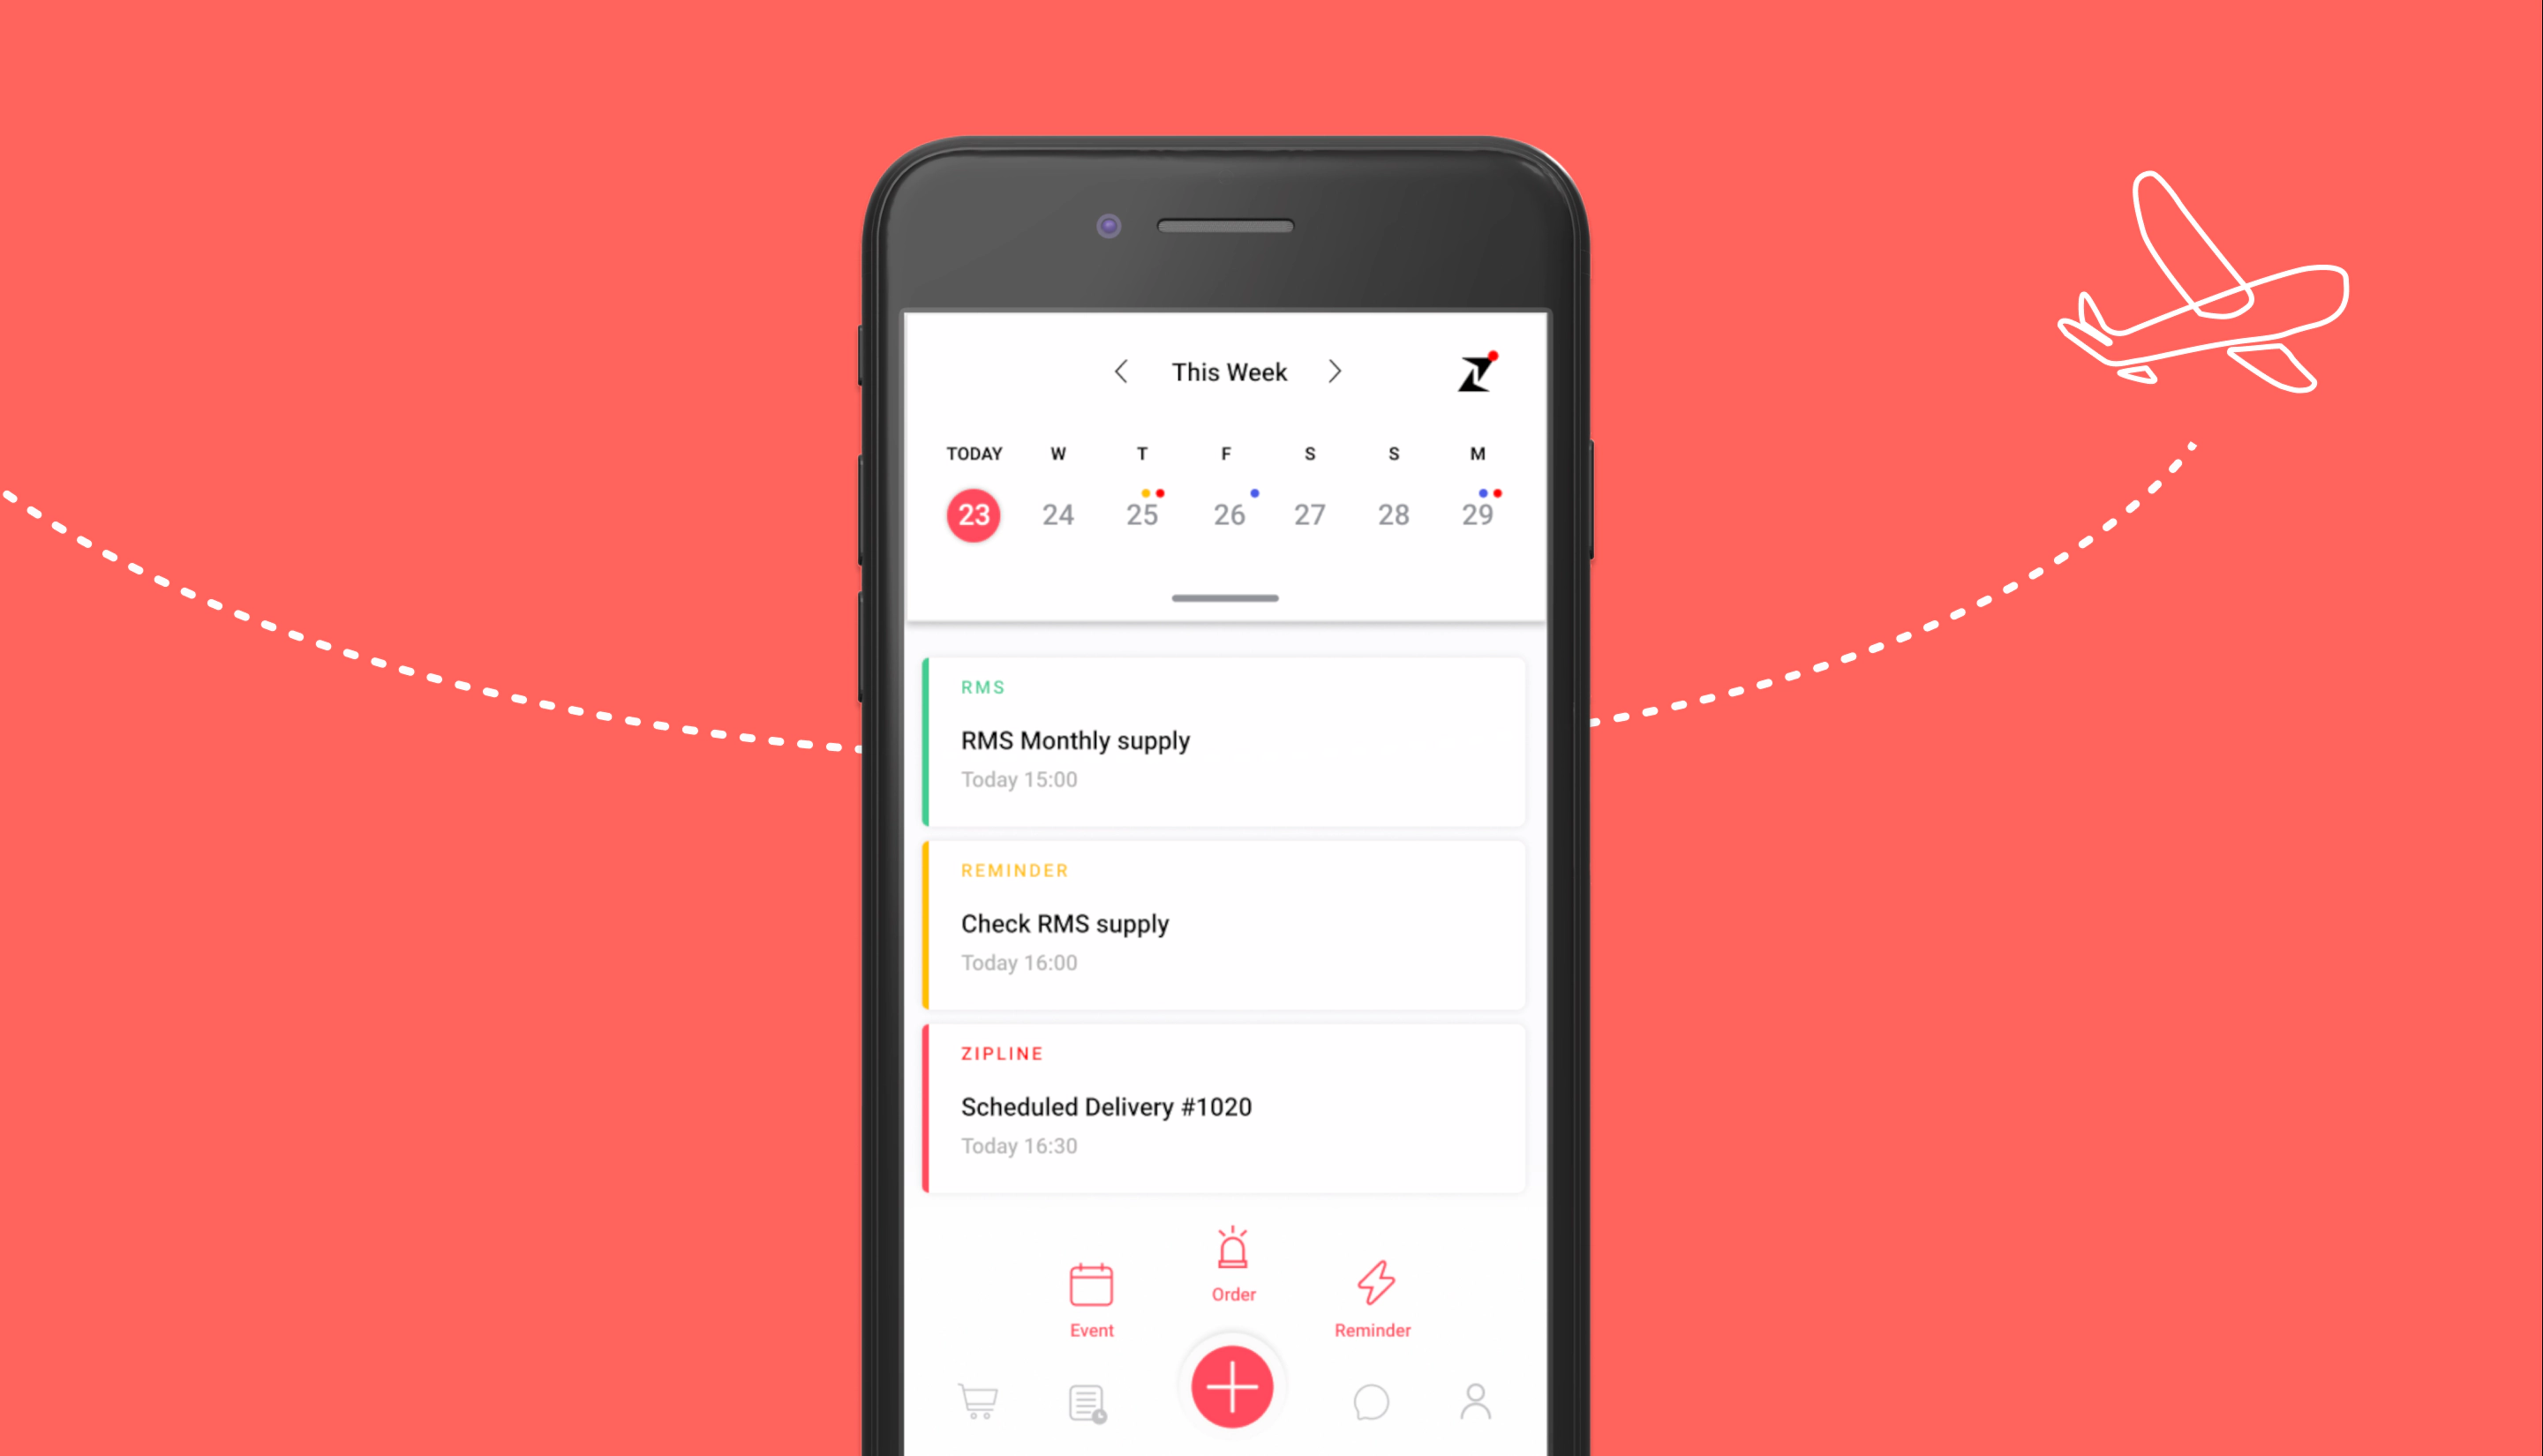 This Week
TODAY W T F S S M
23 24 25 26 27 28 29
RMS
RMS Monthly supply
Today 15:00
REMINDER
Check RMS supply
Today 16:00
ZIPLINE
Scheduled Delivery #1020
Today 16:30
Order
Event
Reminder